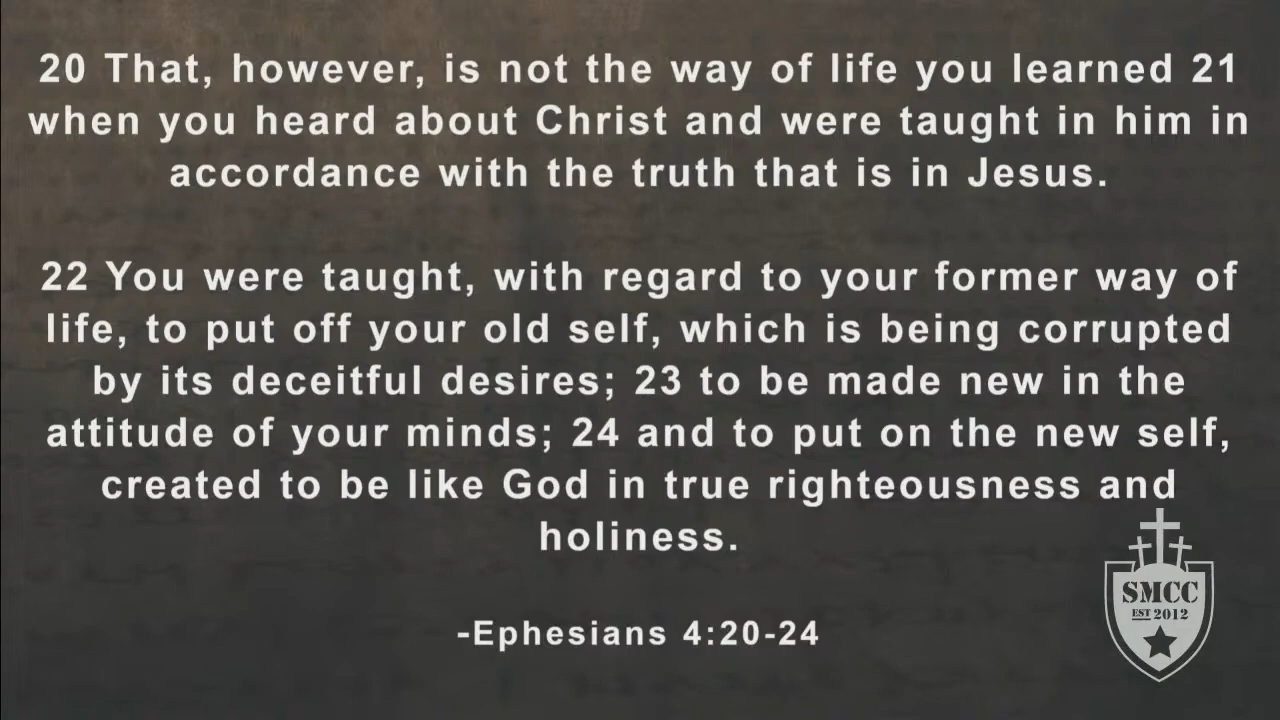 20 That, however, is not the way of life you learned 21
when you heard about Christ and were taught in him in
accordance with the truth that is in Jesus.
22 You were taught, with regard to your former way of
life, to put off your old self, which is being corrupted
by its deceitful desires; 23 to be made new in the
attitude of your minds; 24 and to put on the new self,
created to be like God in true righteousness and
holiness.
-Ephesians 4:20-24
SMCC
EST 2012